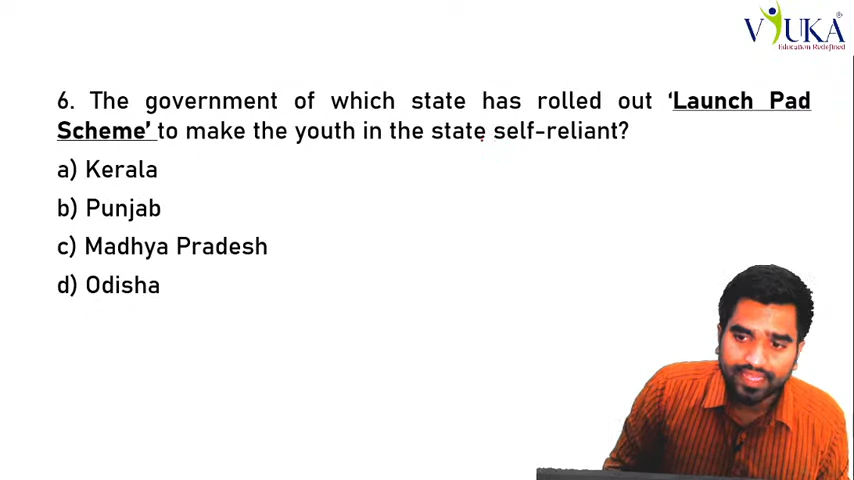 VYUKA
Education Redefined
6. The government of which state has rolled out ‘Launch Pad
Scheme’ to make the youth in the state self-reliant?
a) Kerala
b) Punjab
c) Madhya Pradesh
d) Odisha